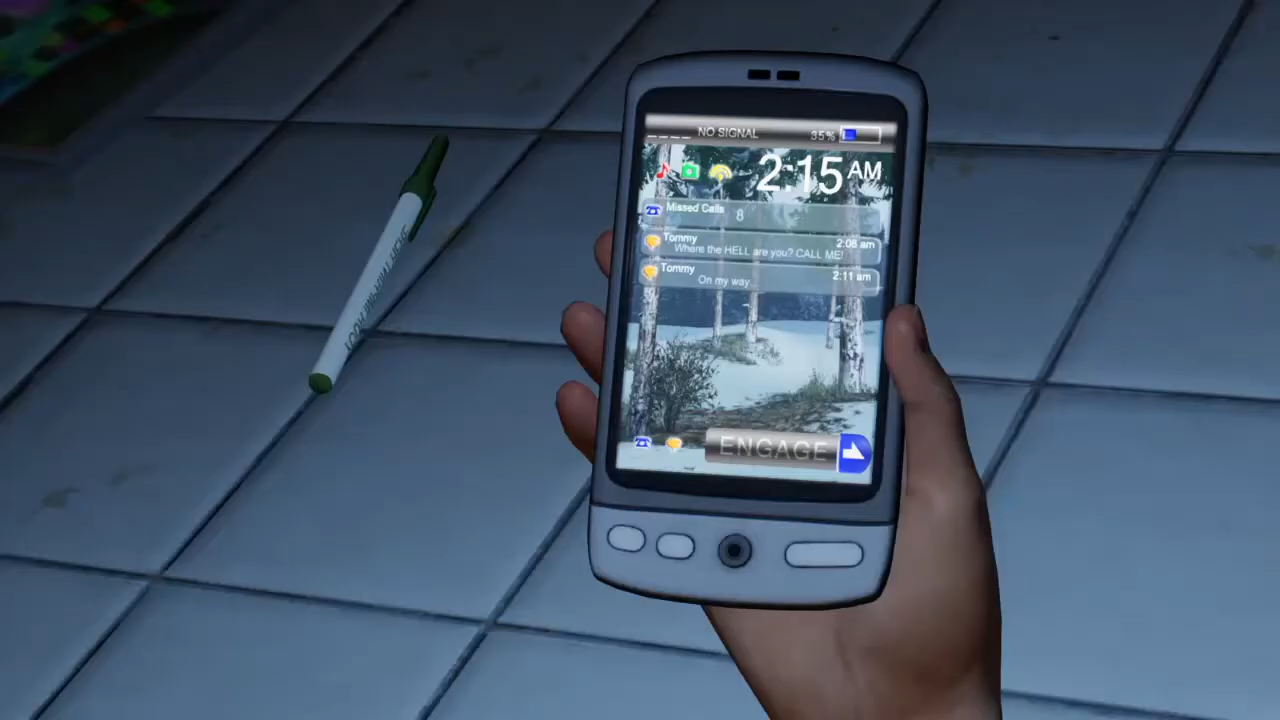 NO SIGNAL 35%
2:15 AM
Missed Calls
8
Tommy 2:08 am
Where the HELL are you? CALL ME!
Tommy 2:11 am
On my way
ENGAGE